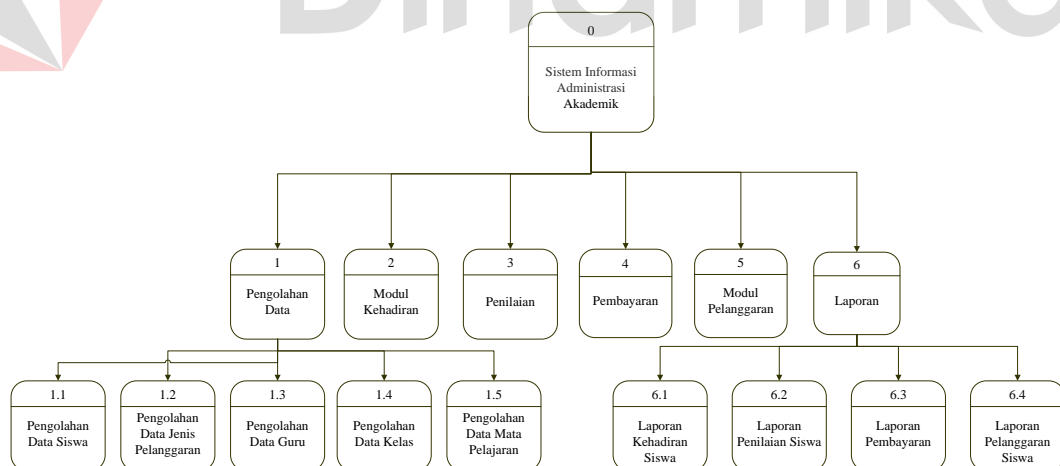 Dinamika
0
Sistem Informasi
Administrasi
Akademik
1
Pengolahan
Data
2
Modul
Kehadiran
3
Penilaian
4
Pembayaran
5
Modul
Pelanggaran
6
Laporan
1.1
Pengolahan
Data Siswa
1.2
Pengolahan
Data Jenis
Pelanggaran
1.3
Pengolahan
Data Guru
1.4
Pengolahan
Data Kelas
1.5
Pengolahan
Data Mata
Pelajaran
6.1
Laporan
Kehadiran
Siswa
6.2
Laporan
Penilaian Siswa
6.3
Laporan
Pembayaran
6.4
Laporan
Pelanggaran
Siswa